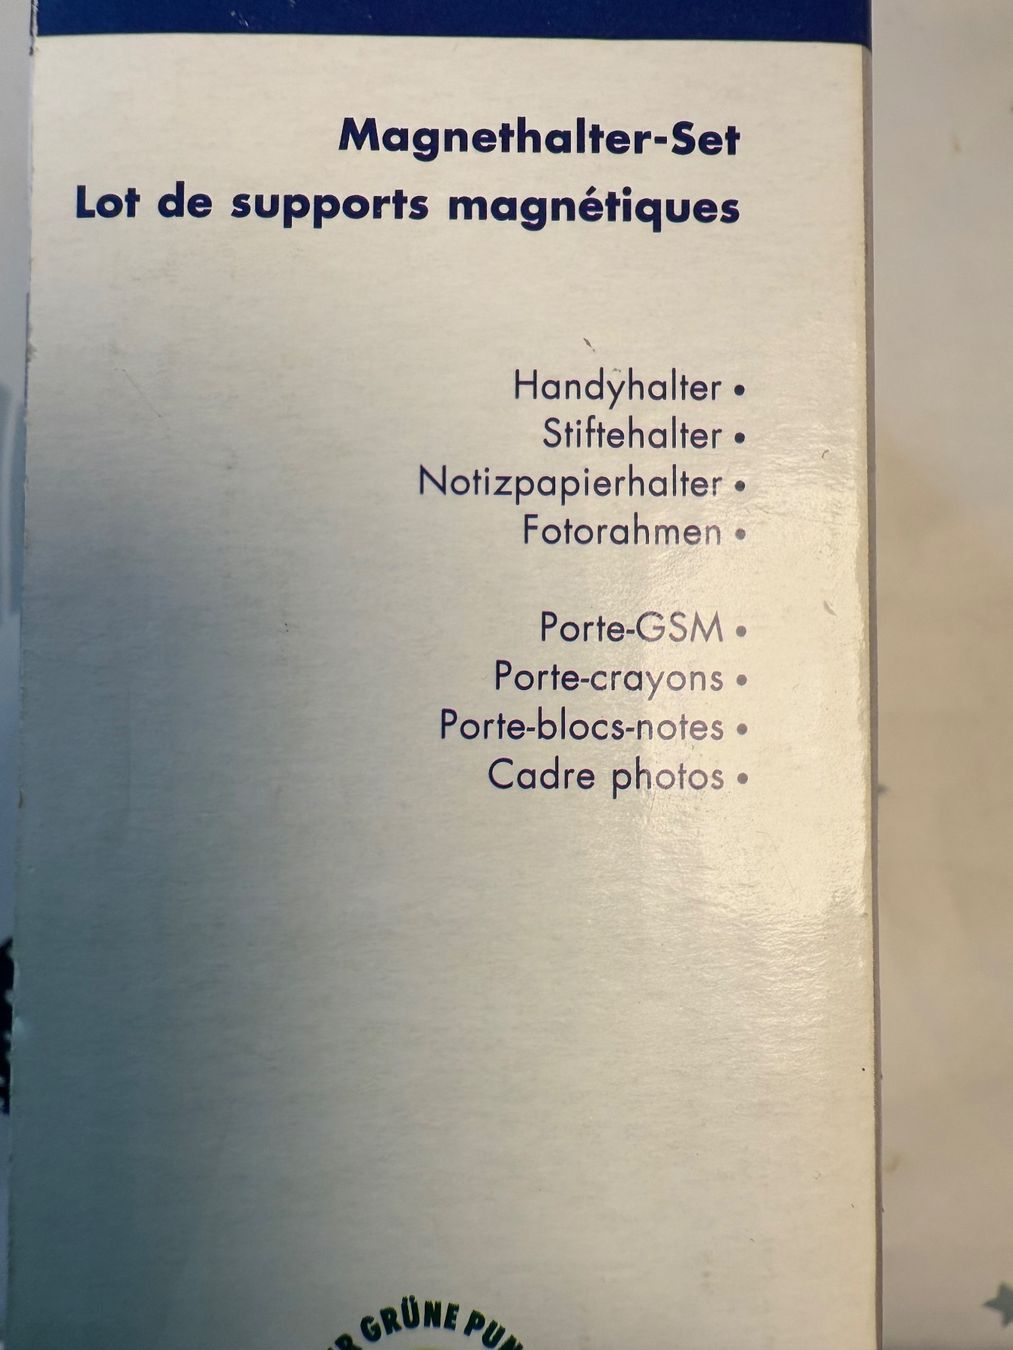 Magnethalter-Set
Lot de supports magnétiques
Handyhalter •
Stiftehalter •
Notizpapierhalter •
Fotorahmen •
Porte-GSM •
Porte-crayons •
Porte-blocs-notes •
Cadre photos •
GRÜNE